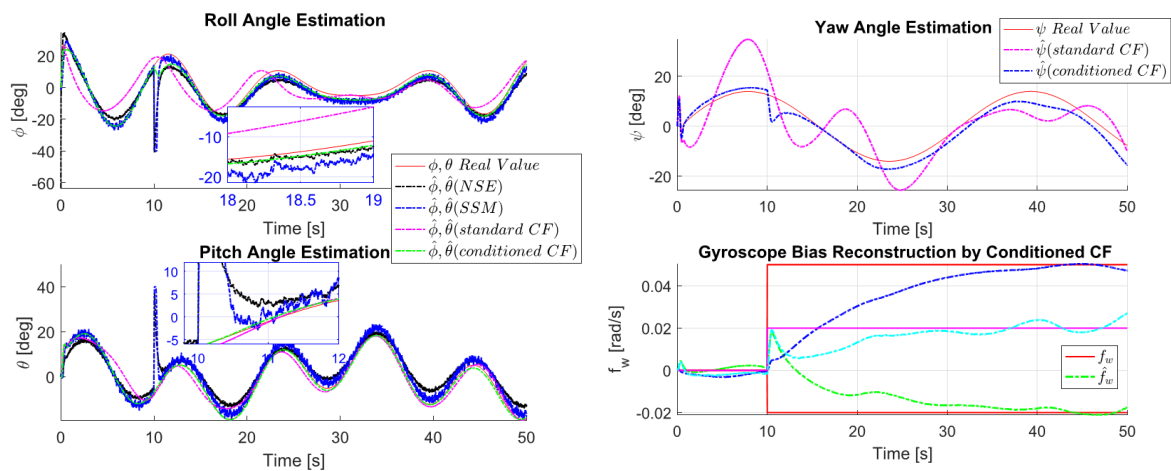 Roll Angle Estimation
20
0
-20
-40
-60
ϕ [deg]
-10
-15
-20
18
18.5
19
0
10
20
30
40
50
Time [s]
ϕ, θ Real Value
ϕ̂, θ̂(NSE)
ϕ̂, θ̂(SSM)
ϕ̂, θ̂(standard CF)
ϕ̂, θ̂(conditioned CF)
Pitch Angle Estimation
40
20
0
θ [deg]
10
5
0
-5
10
11
12
0
10
20
30
40
50
Time [s]
Yaw Angle Estimation
20
0
-20
ψ [deg]
ψ Real Value
ψ̂(standard CF)
ψ̂(conditioned CF)
0
10
20
30
40
50
Time [s]
Gyroscope Bias Reconstruction by Conditioned CF
0.04
0.02
0
-0.02
f_w [rad/s]
f_w
f̂_w
0
10
20
30
40
50
Time [s]